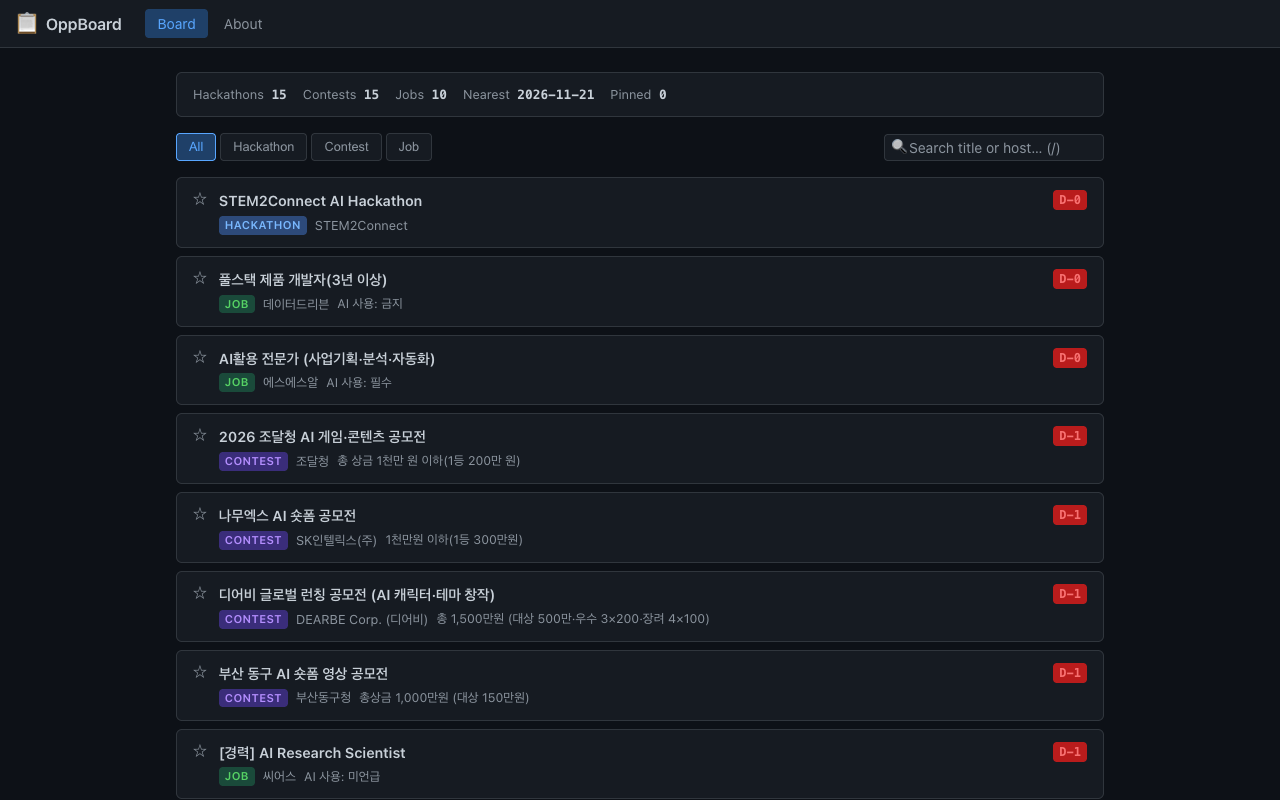 OppBoard Board About
Hackathons 15 Contests 15 Jobs 10 Nearest 2026-11-21 Pinned 0
All Hackathon Contest Job Search title or host... (/)
STEM2Connect AI Hackathon D-0
HACKATHON STEM2Connect
풀스택 제품 개발자(3년 이상) D-0
JOB 데이터드리븐 AI 사용: 금지
AI활용 전문가 (사업기획·분석·자동화) D-0
JOB 에스에스알 AI 사용: 필수
2026 조달청 AI 게임·콘텐츠 공모전 D-1
CONTEST 조달청 총 상금 1천만 원 이하(1등 200만 원)
나무엑스 AI 숏폼 공모전 D-1
CONTEST SK인텔릭스(주) 1천만원 이하(1등 300만원)
디어비 글로벌 런칭 공모전 (AI 캐릭터·테마 창작) D-1
CONTEST DEARBE Corp. (디어비) 총 1,500만원 (대상 500만·우수 3×200·장려 4×100)
부산 동구 AI 숏폼 영상 공모전 D-1
CONTEST 부산동구청 총상금 1,000만원 (대상 150만원)
[경력] AI Research Scientist D-1
JOB 씨어스 AI 사용: 미언급